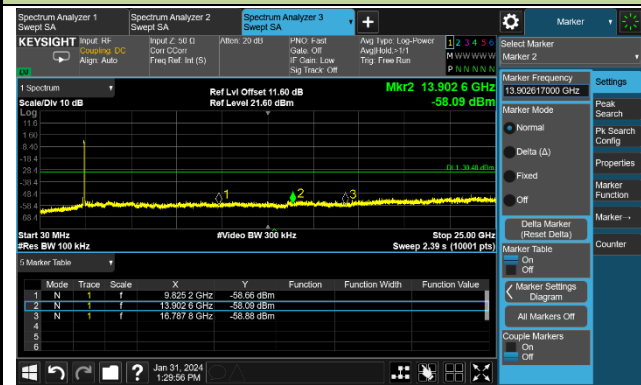 Spectrum Analyzer 1
Swept SA
Spectrum Analyzer 2
Swept SA
Spectrum Analyzer 3
Swept SA
Marker
KEYSIGHT
Input: RF
Coupling: DC
Align: Auto
Input Z: 50 Ω
Corr CCorr
Freq Ref: Int (S)
Atten: 20 dB
PNO: Fast
Gate: Off
IF Gain: Low
Sig Track: Off
Avg Type: Log-Power
Avg|Hold:>1/1
Trig: Free Run
1 2 3 4 5 6
M W W W W W
P N N N N N
Select Marker
Marker 2
1 Spectrum
Scale/Div 10 dB
Log
Ref Lvl Offset 11.60 dB
Ref Level 21.60 dBm
Mkr2 13.902 6 GHz
-58.09 dBm
11.6
1.60
-8.40
-18.4
-28.4
-38.4
-48.4
-58.4
-68.4
1
2
3
Start 30 MHz
#Res BW 100 kHz
#Video BW 300 kHz
Stop 25.00 GHz
Sweep 2.39 s (10001 pts)
5 Marker Table
Mode Trace Scale X Y Function Function Width Function Value
1 N 1 f 9.825 2 GHz -58.66 dBm
2 N 1 f 13.902 6 GHz -58.09 dBm
3 N 1 f 16.787 8 GHz -58.88 dBm
4
5
6
Jan 31, 2024
1:29:56 PM
Marker Frequency
13.902617000 GHz
Marker Mode
Normal
Delta (Δ)
Fixed
Off
Delta Marker
(Reset Delta)
Marker Table
On
Off
Marker Settings
Diagram
All Markers Off
Couple Markers
On
Off
Settings
Peak
Search
Pk Search
Config
Properties
Marker
Function
Marker→
Counter